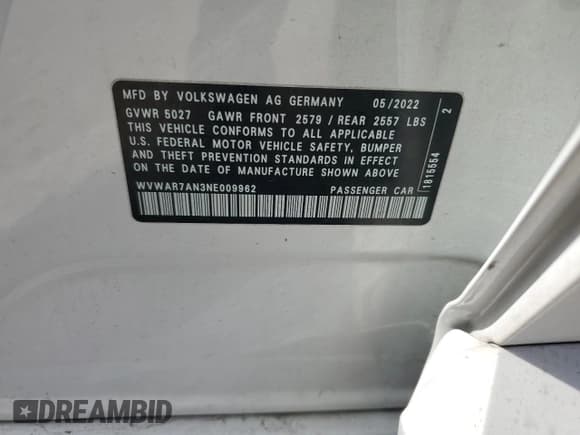 MFD BY VOLKSWAGEN AG GERMANY 05/2022
GVWR 5027 GAWR FRONT 2579 / REAR 2557 LBS
THIS VEHICLE CONFORMS TO ALL APPLICABLE
U.S. FEDERAL MOTOR VEHICLE SAFETY, BUMPER
AND THEFT PREVENTION STANDARDS IN EFFECT
ON THE DATE OF MANUFACTURE SHOWN ABOVE
WVWAR7AN3NE009962 PASSENGER CAR
1815554 2
DREAMBID